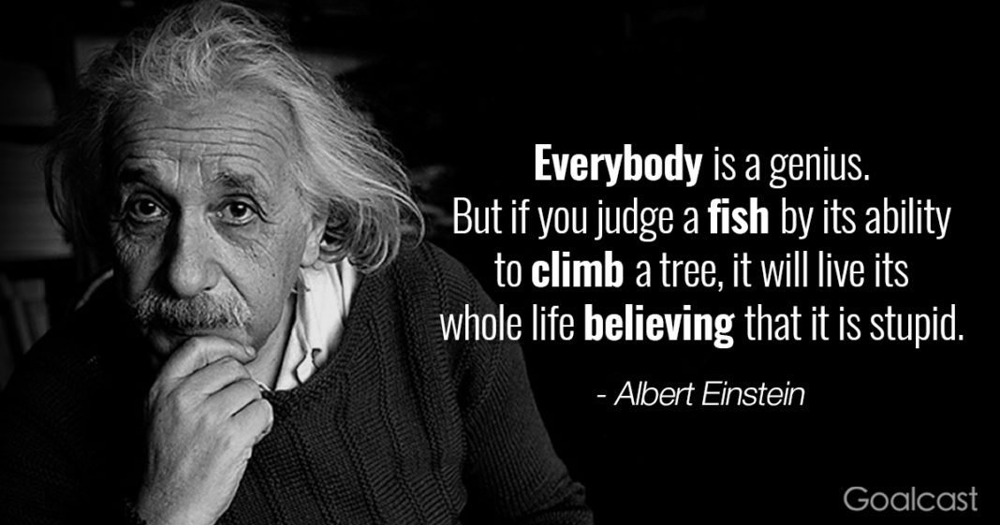 Everybody is a genius.
But if you judge a fish by its ability
to climb a tree, it will live its
whole life believing that it is stupid.
- Albert Einstein
Goalcast